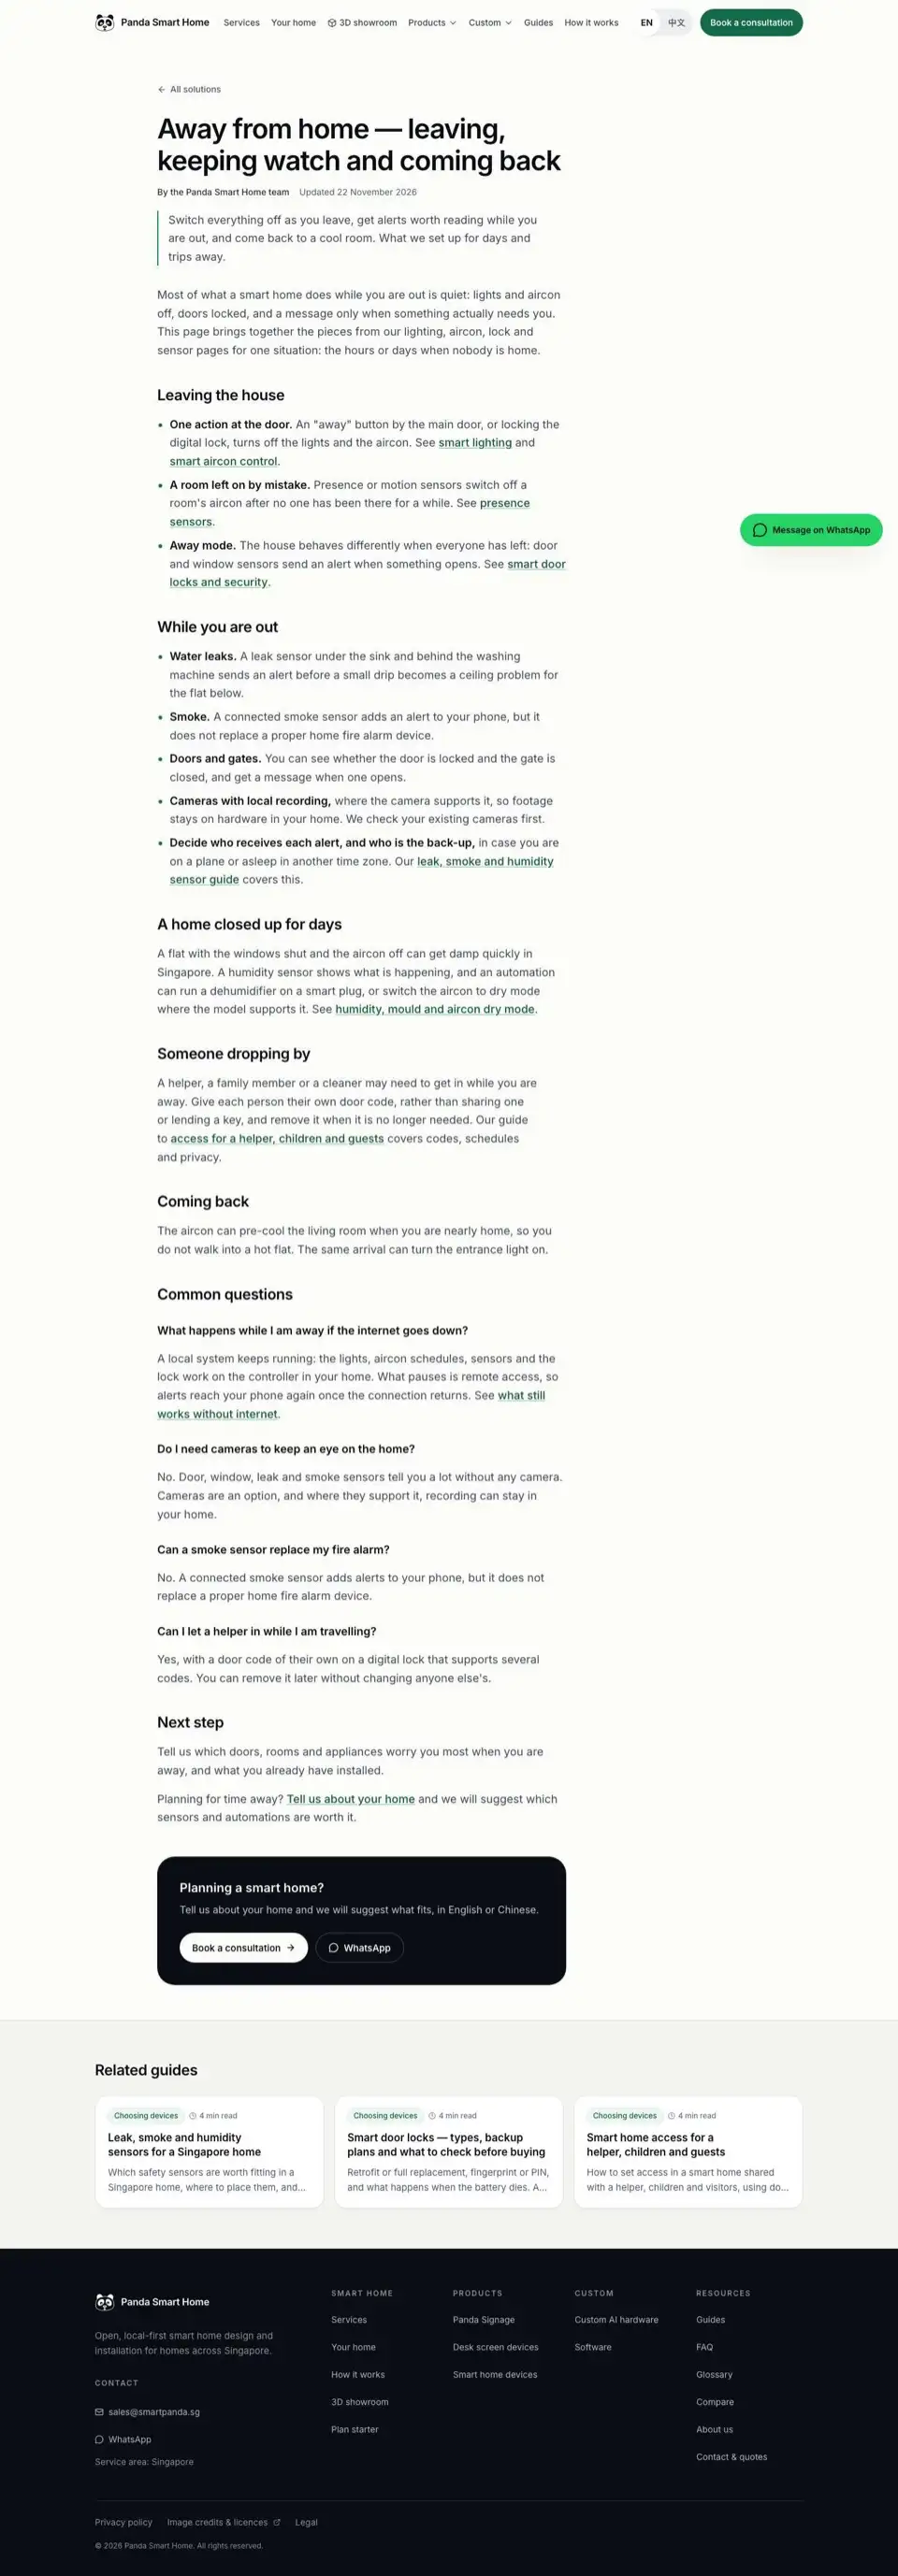 Panda Smart Home Services Your home 3D showroom Products Custom Guides How it works EN 中文 Book a consultation
All solutions
Away from home — leaving,
keeping watch and coming back
By the Panda Smart Home team Updated 22 November 2026
Switch everything off as you leave, get alerts worth reading while you
are out, and come back to a cool room. What we set up for days and
trips away.
Most of what a smart home does while you are out is quiet: lights and aircon
off, doors locked, and a message only when something actually needs you.
This page brings together the pieces from our lighting, aircon, lock and
sensor pages for one situation: the hours or days when nobody is home.
Leaving the house
• One action at the door. An "away" button by the main door, or locking the
digital lock, turns off the lights and the aircon. See smart lighting and
smart aircon control.
• A room left on by mistake. Presence or motion sensors switch off a
room's aircon after no one has been there for a while. See presence
sensors.
Message on WhatsApp
• Away mode. The house behaves differently when everyone has left: door
and window sensors send an alert when something opens. See smart door
locks and security.
While you are out
• Water leaks. A leak sensor under the sink and behind the washing
machine sends an alert before a small drip becomes a ceiling problem for
the flat below.
• Smoke. A connected smoke sensor adds an alert to your phone, but it
does not replace a proper home fire alarm device.
• Doors and gates. You can see whether the door is locked and the gate is
closed, and get a message when one opens.
• Cameras with local recording, where the camera supports it, so footage
stays on hardware in your home. We check your existing cameras first.
• Decide who receives each alert, and who is the back-up, in case you are
on a plane or asleep in another time zone. Our leak, smoke and humidity
sensor guide covers this.
A home closed up for days
A flat with the windows shut and the aircon off can get damp quickly in
Singapore. A humidity sensor shows what is happening, and an automation
can run a dehumidifier on a smart plug, or switch the aircon to dry mode
where the model supports it. See humidity, mould and aircon dry mode.
Someone dropping by
A helper, a family member or a cleaner may need to get in while you are
away. Give each person their own door code, rather than sharing one
or lending a key, and remove it when it is no longer needed. Our guide
to access for a helper, children and guests covers codes, schedules
and privacy.
Coming back
The aircon can pre-cool the living room when you are nearly home, so you
do not walk into a hot flat. The same arrival can turn the entrance light on.
Common questions
What happens while I am away if the internet goes down?
A local system keeps running: the lights, aircon schedules, sensors and the
lock work on the controller in your home. What pauses is remote access, so
alerts reach your phone again once the connection returns. See what still
works without internet.
Do I need cameras to keep an eye on the home?
No. Door, window, leak and smoke sensors tell you a lot without any camera.
Cameras are an option, and where they support it, recording can stay in
your home.
Can a smoke sensor replace my fire alarm?
No. A connected smoke sensor adds alerts to your phone, but it does not
replace a proper home fire alarm device.
Can I let a helper in while I am travelling?
Yes, with a door code of their own on a digital lock that supports several
codes. You can remove it later without changing anyone else's.
Next step
Tell us which doors, rooms and appliances worry you most when you are
away, and what you already have installed.
Planning for time away? Tell us about your home and we will suggest which
sensors and automations are worth it.
Planning a smart home?
Tell us about your home and we will suggest what fits, in English or Chinese.
Book a consultation WhatsApp
Related guides
Choosing devices 4 min read
Leak, smoke and humidity
sensors for a Singapore home
Which safety sensors are worth fitting in a
Singapore home, where to place them, and...
Choosing devices 4 min read
Smart door locks — types, backup
plans and what to check before buying
Retrofit or full replacement, fingerprint or PIN,
and what happens when the battery dies. A...
Choosing devices 4 min read
Smart home access for a
helper, children and guests
How to set access in a smart home shared
with a helper, children and visitors, using do...
Panda Smart Home
Open, local-first smart home design and
installation for homes across Singapore.
CONTACT
sales@smartpanda.sg
WhatsApp
Service area: Singapore
SMART HOME
Services
Your home
How it works
3D showroom
Plan starter
PRODUCTS
Panda Signage
Desk screen devices
Smart home devices
CUSTOM
Custom AI hardware
Software
RESOURCES
Guides
FAQ
Glossary
Compare
About us
Contact & quotes
Privacy policy Image credits & licences Legal
© 2026 Panda Smart Home. All rights reserved.